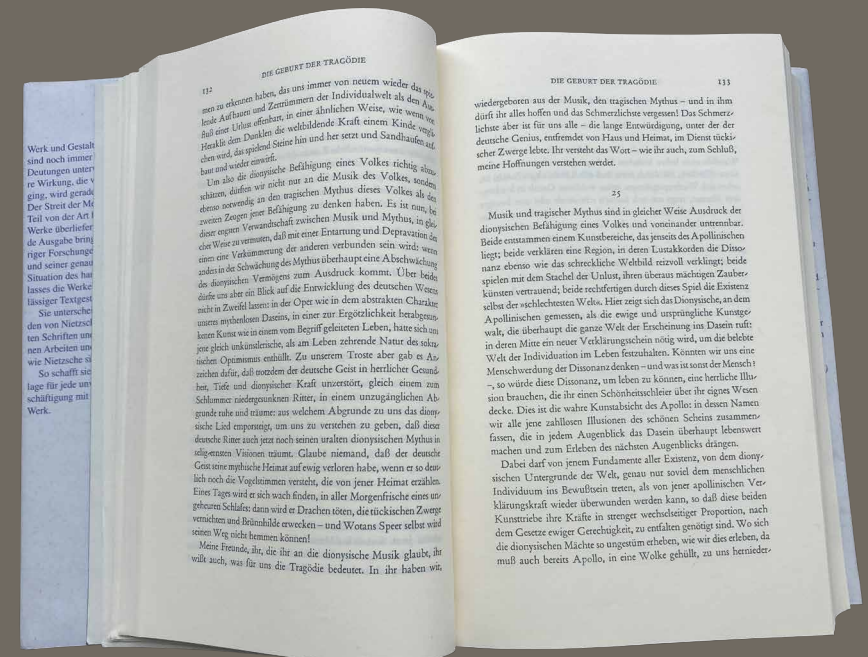 Werk und Gestalt
sind noch immer
Deutungen unter
re Wirkung, die v
ging, wird gerade
Der Streit der Me
Teil von der Art
Werke überliefer
de Ausgabe bring
riger Forschunge
und seiner genau
Situation des
lasses die Werke
lässiger Textgest
Sie untersche
den von Nietzsc
ten Schriften und
nen Arbeiten un
wie Nietzsche si
So schafft sie
lage für jede un
schäftigung mit
Werk.
132
DIE GEBURT DER TRAGÖDIE
men zu erkennen haben, das uns immer von neuem wieder das spie-
lende Aufbauen und Zertrümmern der Individualwelt als den Aus-
fluß einer Urlust offenbart, in einer ähnlichen Weise, wie wenn von
Heraklit dem Dunklen die weltbildende Kraft einem Kinde vergli-
chen wird, das spielend Steine hin und her setzt und Sandhaufen auf-
baut und wieder einwirft.
Um also die dionysische Befähigung eines Volkes richtig abzu-
schätzen, dürften wir nicht nur an die Musik des Volkes, sondern
ebenso notwendig an den tragischen Mythus dieses Volkes als den
zweiten Zeugen jener Befähigung zu denken haben. Es ist nun, bei
dieser engsten Verwandtschaft zwischen Musik und Mythus, in glei-
cher Weise zu vermuten, daß mit einer Entartung und Depravation des
einen eine Verkümmerung der anderen verbunden sein wird: wenn
anders in der Schwächung des Mythus überhaupt eine Abschwächung
des dionysischen Vermögens zum Ausdruck kommt. Über beides
dürfte uns aber ein Blick auf die Entwicklung des deutschen Wesens
nicht in Zweifel lassen: in der Oper wie in dem abstrakten Charakter
unseres mythenlosen Daseins, in einer zur Ergötzlichkeit herabgesun-
kenen Kunst wie in einem vom Begriff geleiteten Leben, hatte sich uns
jene gleich unkünstlerische, als am Leben zehrende Natur des sokra-
tischen Optimismus enthüllt. Zu unserem Troste aber gab es An-
zeichen dafür, daß trotzdem der deutsche Geist in herrlicher Gesund-
heit, Tiefe und dionysischer Kraft unzerstört, gleich einem zum
Schlummer niedergesunknen Ritter, in einem unzugänglichen Ab-
grunde ruhe und träume: aus welchem Abgrunde zu uns das diony-
sische Lied emporsteigt, um uns zu verstehen zu geben, daß dieser
deutsche Ritter auch jetzt noch seinen uralten dionysischen Mythus in
selig-ernsten Visionen träumt. Glaube niemand, daß der deutsche
Geist seine mythische Heimat auf ewig verloren habe, wenn er so deut-
lich noch die Vogelstimmen versteht, die von jener Heimat erzählen.
Eines Tages wird er sich wach finden, in aller Morgenfrische eines un-
geheuren Schlafes: dann wird er Drachen töten, die tückischen Zwerge
vernichten und Brünnhilde erwecken – und Wotans Speer selbst wird
seinen Weg nicht hemmen können!
Meine Freunde, ihr, die ihr an die dionysische Musik glaubt, ihr
wißt auch, was für uns die Tragödie bedeutet. In ihr haben wir,
DIE GEBURT DER TRAGÖDIE
133
wiedergeboren aus der Musik, den tragischen Mythus – und in ihm
dürft ihr alles hoffen und das Schmerzlichste vergessen! Das Schmerz-
lichste aber ist für uns alle – die lange Entwürdigung, unter der der
deutsche Genius, entfremdet von Haus und Heimat, im Dienst tücki-
scher Zwerge lebte. Ihr versteht das Wort – wie ihr auch, zum Schluß,
meine Hoffnungen verstehen werdet.
25
Musik und tragischer Mythus sind in gleicher Weise Ausdruck der
dionysischen Befähigung eines Volkes und voneinander untrennbar.
Beide entstammen einem Kunstbereiche, das jenseits des Apollinischen
liegt; beide verklären eine Region, in deren Lustakkorden die Disso-
nanz ebenso wie das schreckliche Weltbild reizvoll verklingt; beide
spielen mit dem Stachel der Unlust, ihren überaus mächtigen Zauber-
künsten vertrauend; beide rechtfertigen durch dieses Spiel die Existenz
selbst der »schlechtesten Welt«. Hier zeigt sich das Dionysische, an dem
Apollinischen gemessen, als die ewige und ursprüngliche Kunstge-
walt, die überhaupt die ganze Welt der Erscheinung ins Dasein ruft:
in deren Mitte ein neuer Verklärungsschein nötig wird, um die belebte
Welt der Individuation im Leben festzuhalten. Könnten wir uns eine
Menschwerdung der Dissonanz denken – und was ist sonst der Mensch?
–, so würde diese Dissonanz, um leben zu können, eine herrliche Illu-
sion brauchen, die ihr einen Schönheitsschleier über ihr eignes Wesen
decke. Dies ist die wahre Kunstabsicht des Apollo: in dessen Namen
wir alle jene zahllosen Illusionen des schönen Scheins zusammen-
fassen, die in jedem Augenblick das Dasein überhaupt lebenswert
machen und zum Erleben des nächsten Augenblicks drängen.
Dabei darf von jenem Fundamente aller Existenz, von dem diony-
sischen Untergrunde der Welt, genau nur soviel dem menschlichen
Individuum ins Bewußtsein treten, als von jener apollinischen Ver-
klärungskraft wieder überwunden werden kann, so daß diese beiden
Kunsttriebe ihre Kräfte in strenger wechselseitiger Proportion, nach
dem Gesetze ewiger Gerechtigkeit, zu entfalten genötigt sind. Wo sich
die dionysischen Mächte so ungestüm erheben, wie wir dies erleben, da
muß auch bereits Apollo, in eine Wolke gehüllt, zu uns hernieder-